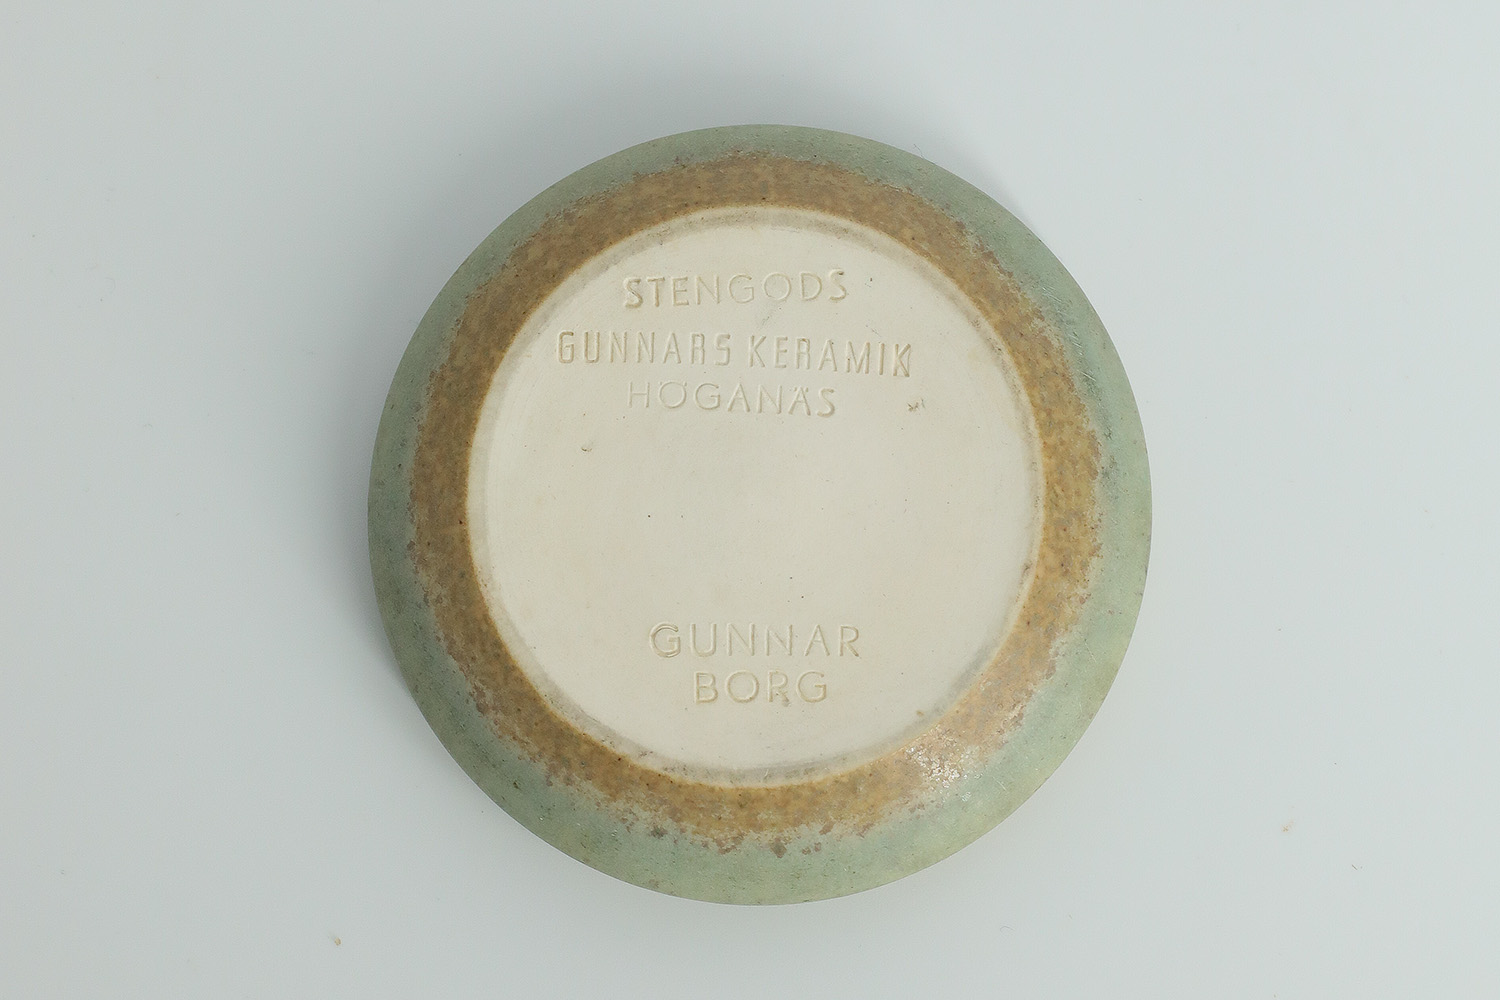 STENGODS
GUNNARS KERAMIK
HÖGANÄS
GUNNAR
BORG